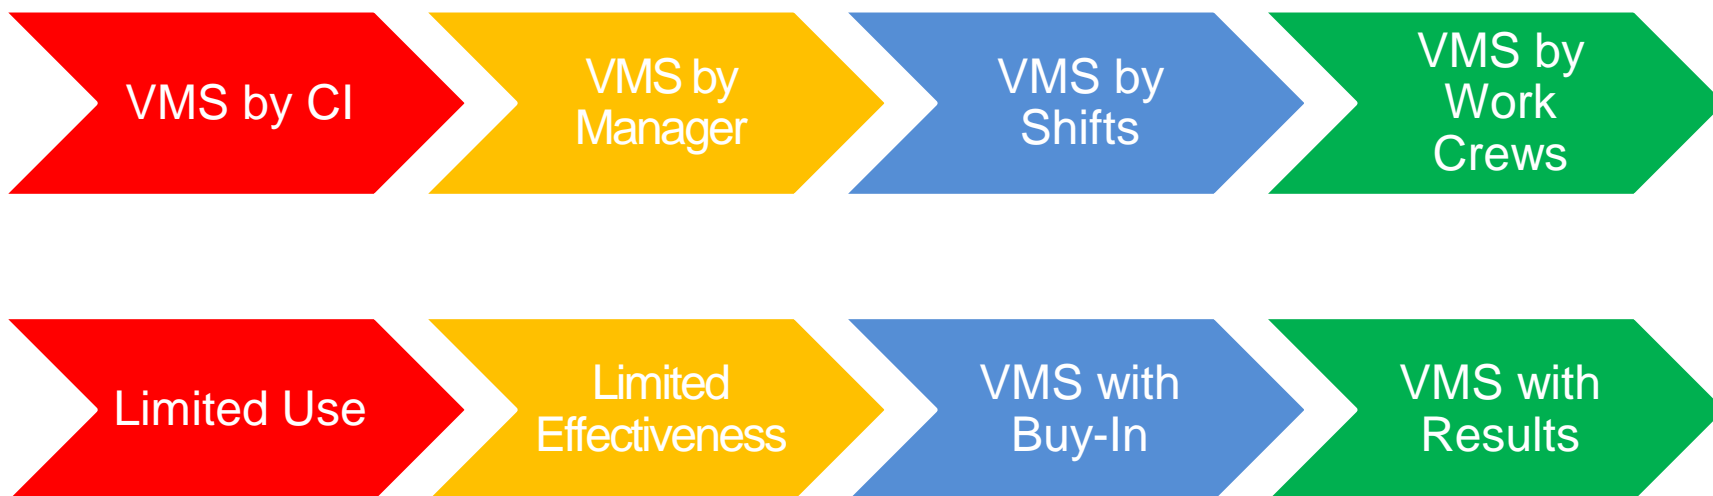 VMS by CI
VMS by
Manager
VMS by
Shifts
VMS by
Work
Crews
Limited Use
Limited
Effectiveness
VMS with
Buy-In
VMS with
Results